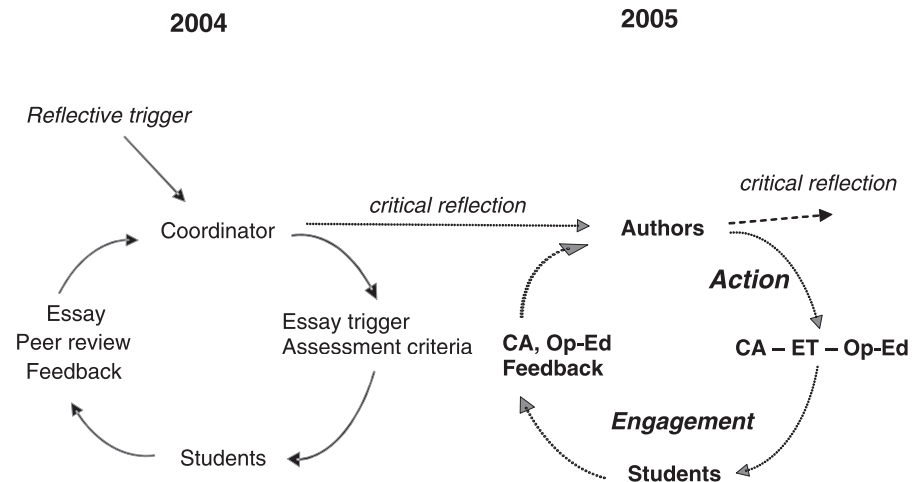 2004
2005
Reflective trigger
critical reflection
critical reflection
Coordinator
Authors
Action
Essay
Peer review
Feedback
Essay trigger
Assessment criteria
CA, Op-Ed
Feedback
CA – ET – Op-Ed
Engagement
Students
Students